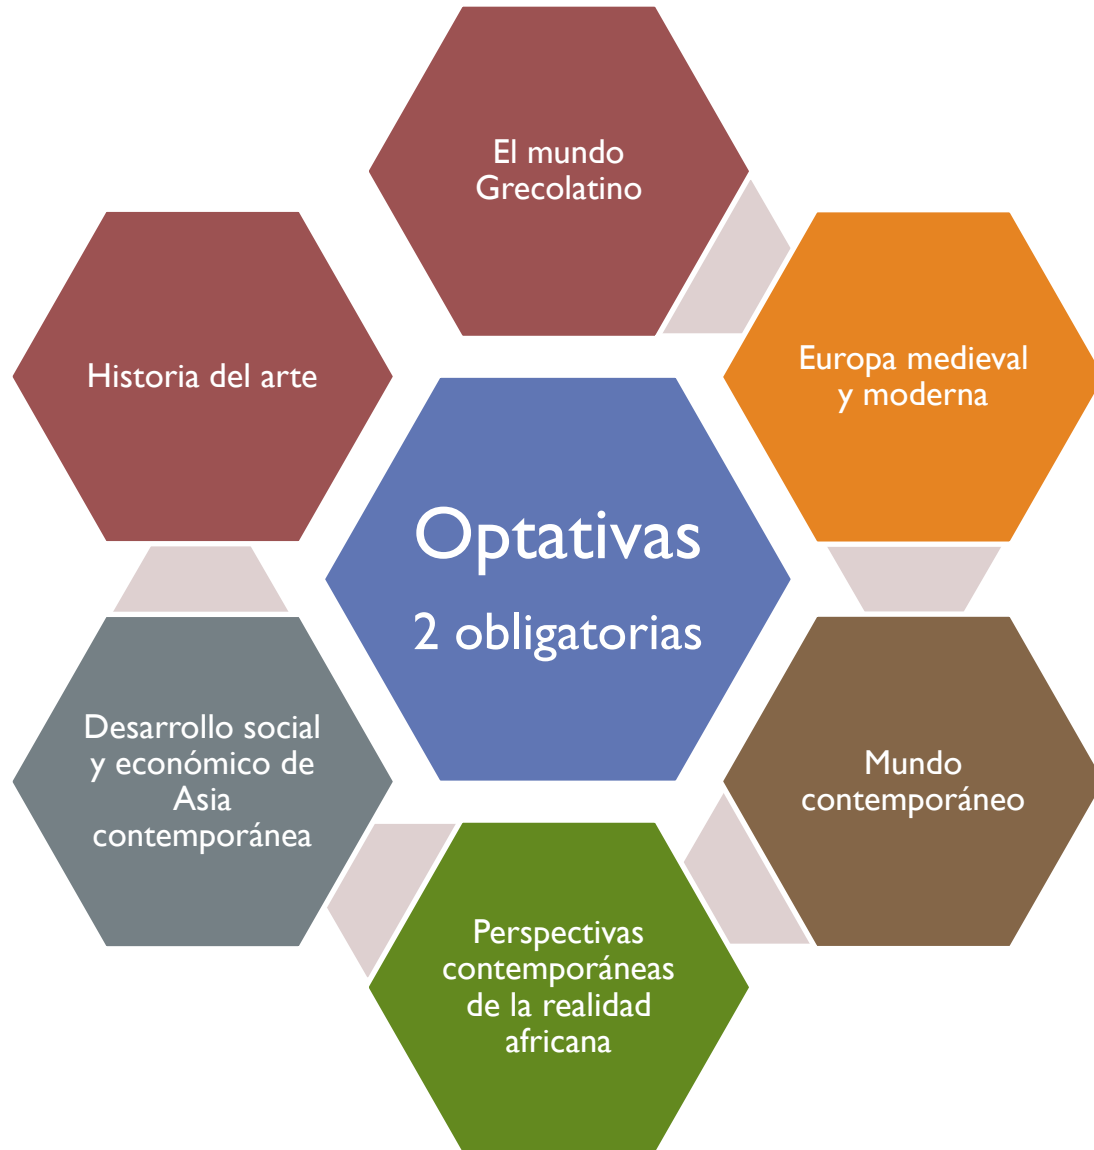 El mundo
Grecolatino
Europa medieval
y moderna
Historia del arte
Optativas
2 obligatorias
Mundo
contemporáneo
Desarrollo social
y económico de
Asia
contemporánea
Perspectivas
contemporáneas
de la realidad
africana